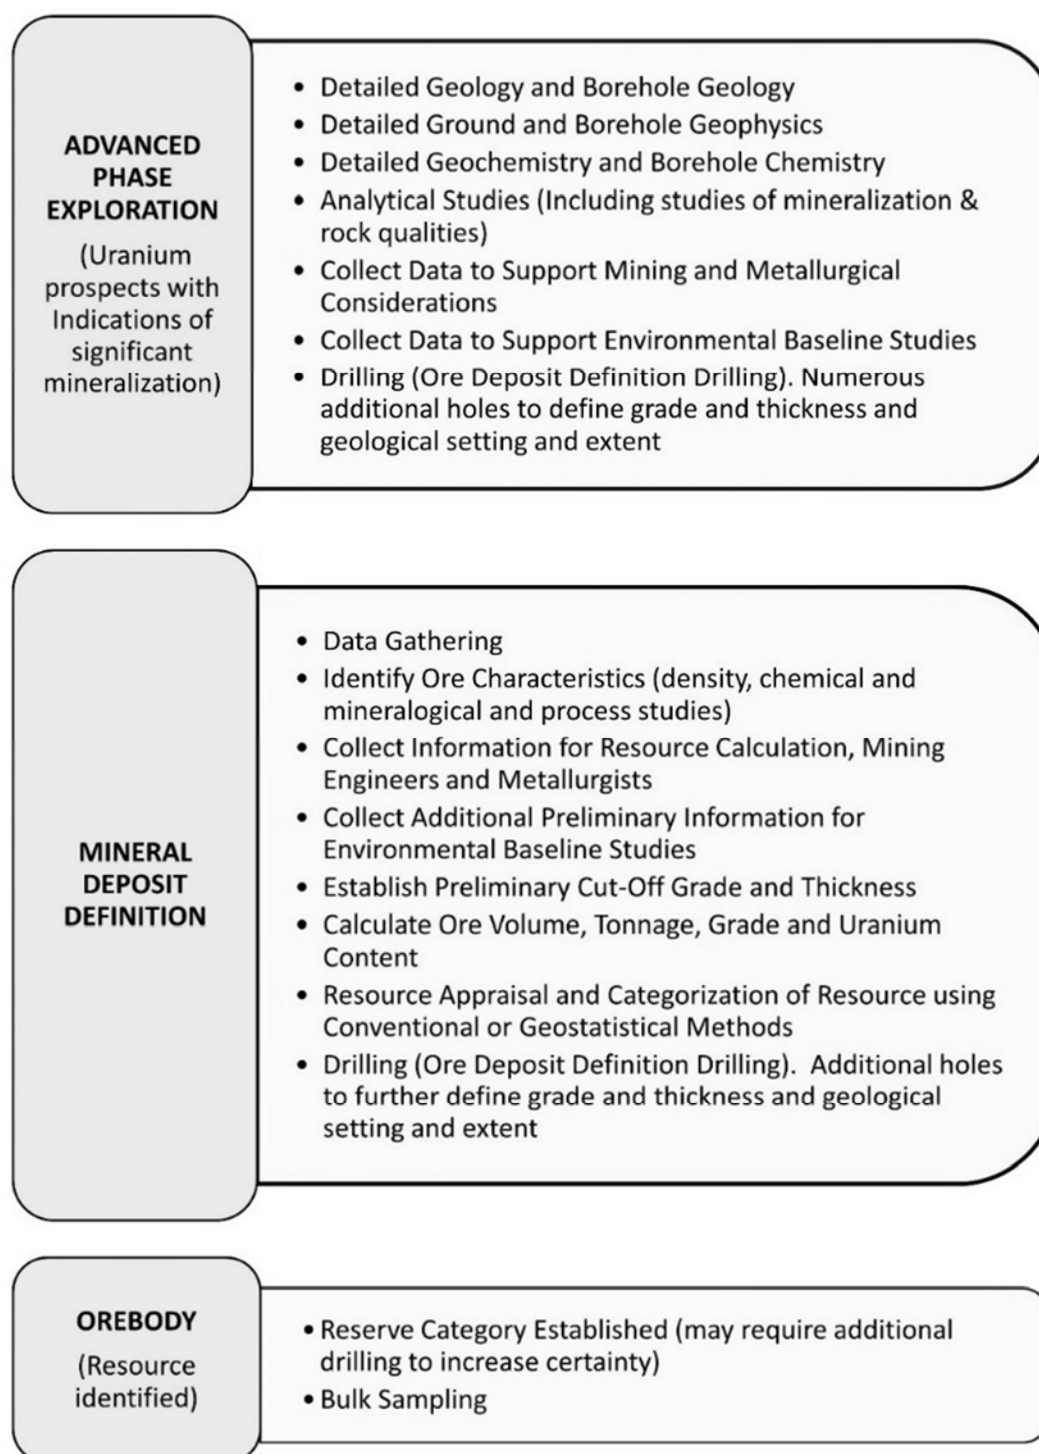 ADVANCED
PHASE
EXPLORATION
(Uranium
prospects with
Indications of
significant
mineralization)
• Detailed Geology and Borehole Geology
• Detailed Ground and Borehole Geophysics
• Detailed Geochemistry and Borehole Chemistry
• Analytical Studies (Including studies of mineralization &
rock qualities)
• Collect Data to Support Mining and Metallurgical
Considerations
• Collect Data to Support Environmental Baseline Studies
• Drilling (Ore Deposit Definition Drilling). Numerous
additional holes to define grade and thickness and
geological setting and extent
MINERAL
DEPOSIT
DEFINITION
• Data Gathering
• Identify Ore Characteristics (density, chemical and
mineralogical and process studies)
• Collect Information for Resource Calculation, Mining
Engineers and Metallurgists
• Collect Additional Preliminary Information for
Environmental Baseline Studies
• Establish Preliminary Cut-Off Grade and Thickness
• Calculate Ore Volume, Tonnage, Grade and Uranium
Content
• Resource Appraisal and Categorization of Resource using
Conventional or Geostatistical Methods
• Drilling (Ore Deposit Definition Drilling).  Additional holes
to further define grade and thickness and geological
setting and extent
OREBODY
(Resource
identified)
• Reserve Category Established (may require additional
drilling to increase certainty)
• Bulk Sampling